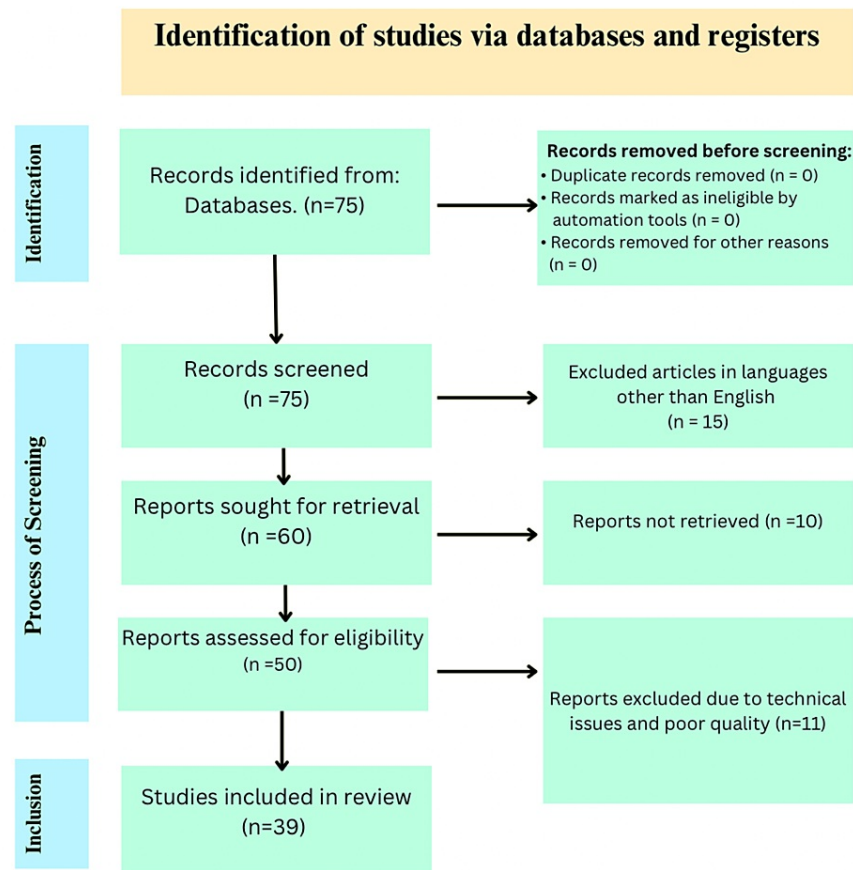 Identification of studies via databases and registers
Identification
Records identified from:
Databases. (n=75)
Records removed before screening:
• Duplicate records removed (n = 0)
• Records marked as ineligible by
automation tools (n = 0)
• Records removed for other reasons
(n = 0)
Process of Screening
Records screened
(n =75)
Excluded articles in languages
other than English
(n = 15)
Reports sought for retrieval
(n =60)
Reports not retrieved (n =10)
Reports assessed for eligibility
(n =50)
Reports excluded due to technical
issues and poor quality (n=11)
Inclusion
Studies included in review
(n=39)